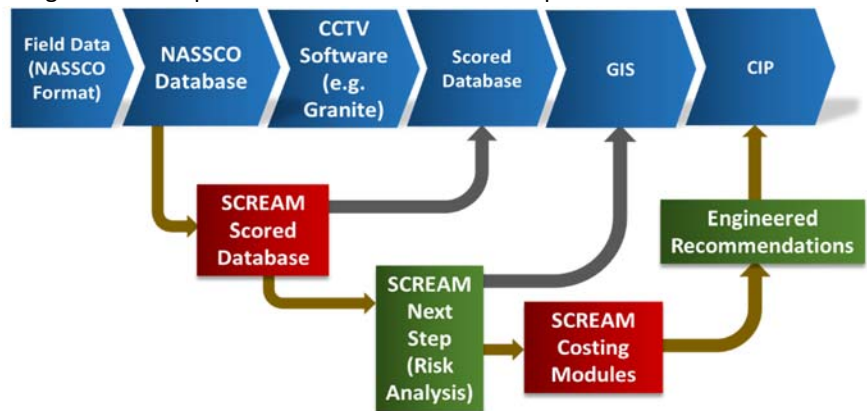 Field Data
(NASSCO
Format)
NASSCO
Database
CCTV
Software
(e.g.
Granite)
Scored
Database
GIS
CIP
SCREAM
Scored
Database
Engineered
Recommendations
SCREAM
Next
Step
(Risk
Analysis)
SCREAM
Costing
Modules